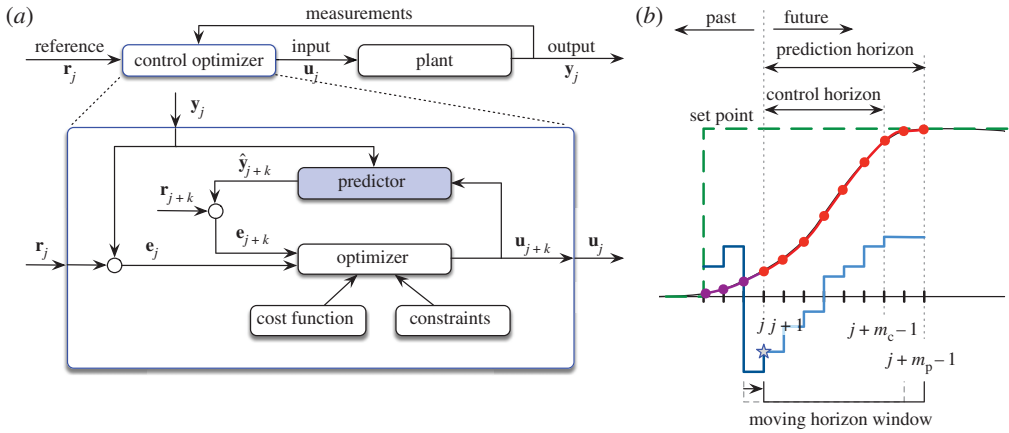 (a)
measurements
reference
r_j
control optimizer
input
u_j
plant
output
y_j
y_j
ŷ_{j+k}
predictor
r_{j+k}
e_{j+k}
r_j
e_j
optimizer
u_{j+k}
u_j
cost function
constraints
(b)
past
future
prediction horizon
control horizon
set point
j j + 1
j + m_c – 1
j + m_p – 1
moving horizon window